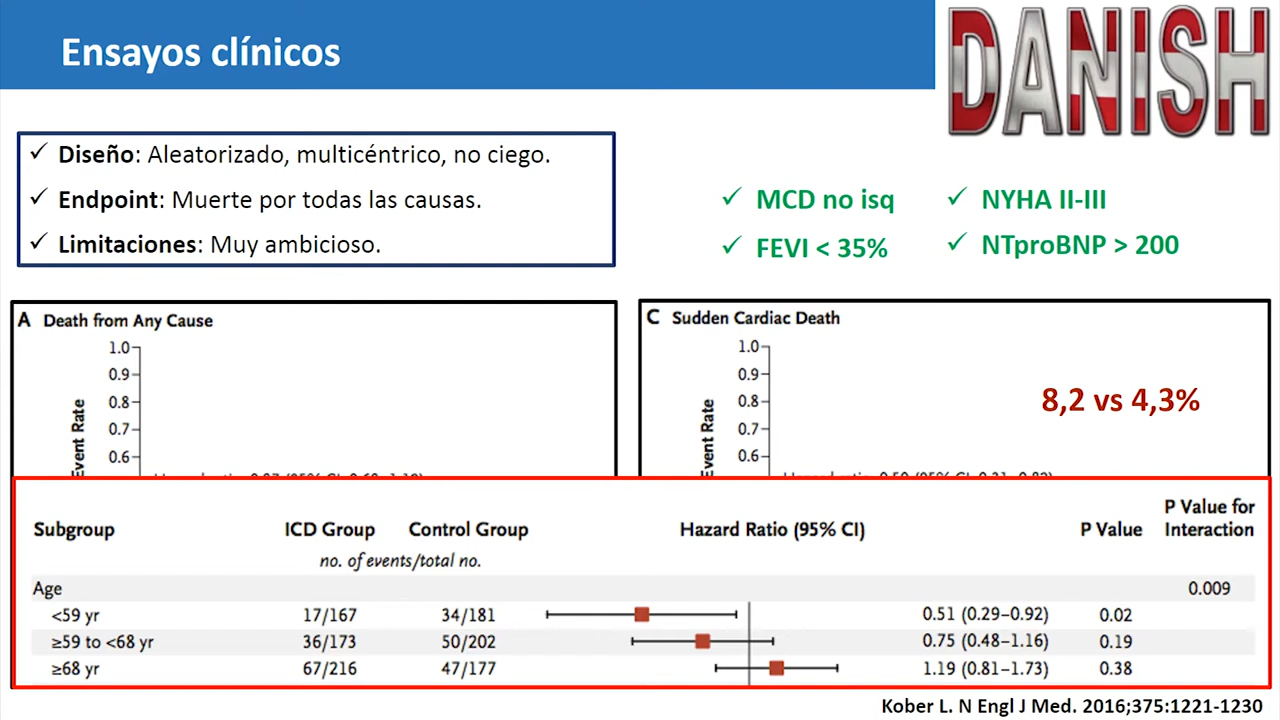 Ensayos clínicos
DANISH
✓ Diseño: Aleatorizado, multicéntrico, no ciego.
✓ Endpoint: Muerte por todas las causas.
✓ Limitaciones: Muy ambicioso.
✓ MCD no isq
✓ NYHA II-III
✓ FEVI < 35%
✓ NTproBNP > 200
A Death from Any Cause
1.0
0.9
0.8
0.7
0.6
Event Rate
C Sudden Cardiac Death
1.0
0.9
0.8
0.7
0.6
Event Rate
8,2 vs 4,3%
Subgroup ICD Group Control Group Hazard Ratio (95% CI) P Value P Value for Interaction
no. of events/total no.
Age 0.009
<59 yr 17/167 34/181 0.51 (0.29–0.92) 0.02
≥59 to <68 yr 36/173 50/202 0.75 (0.48–1.16) 0.19
≥68 yr 67/216 47/177 1.19 (0.81–1.73) 0.38
Kober L. N Engl J Med. 2016;375:1221-1230